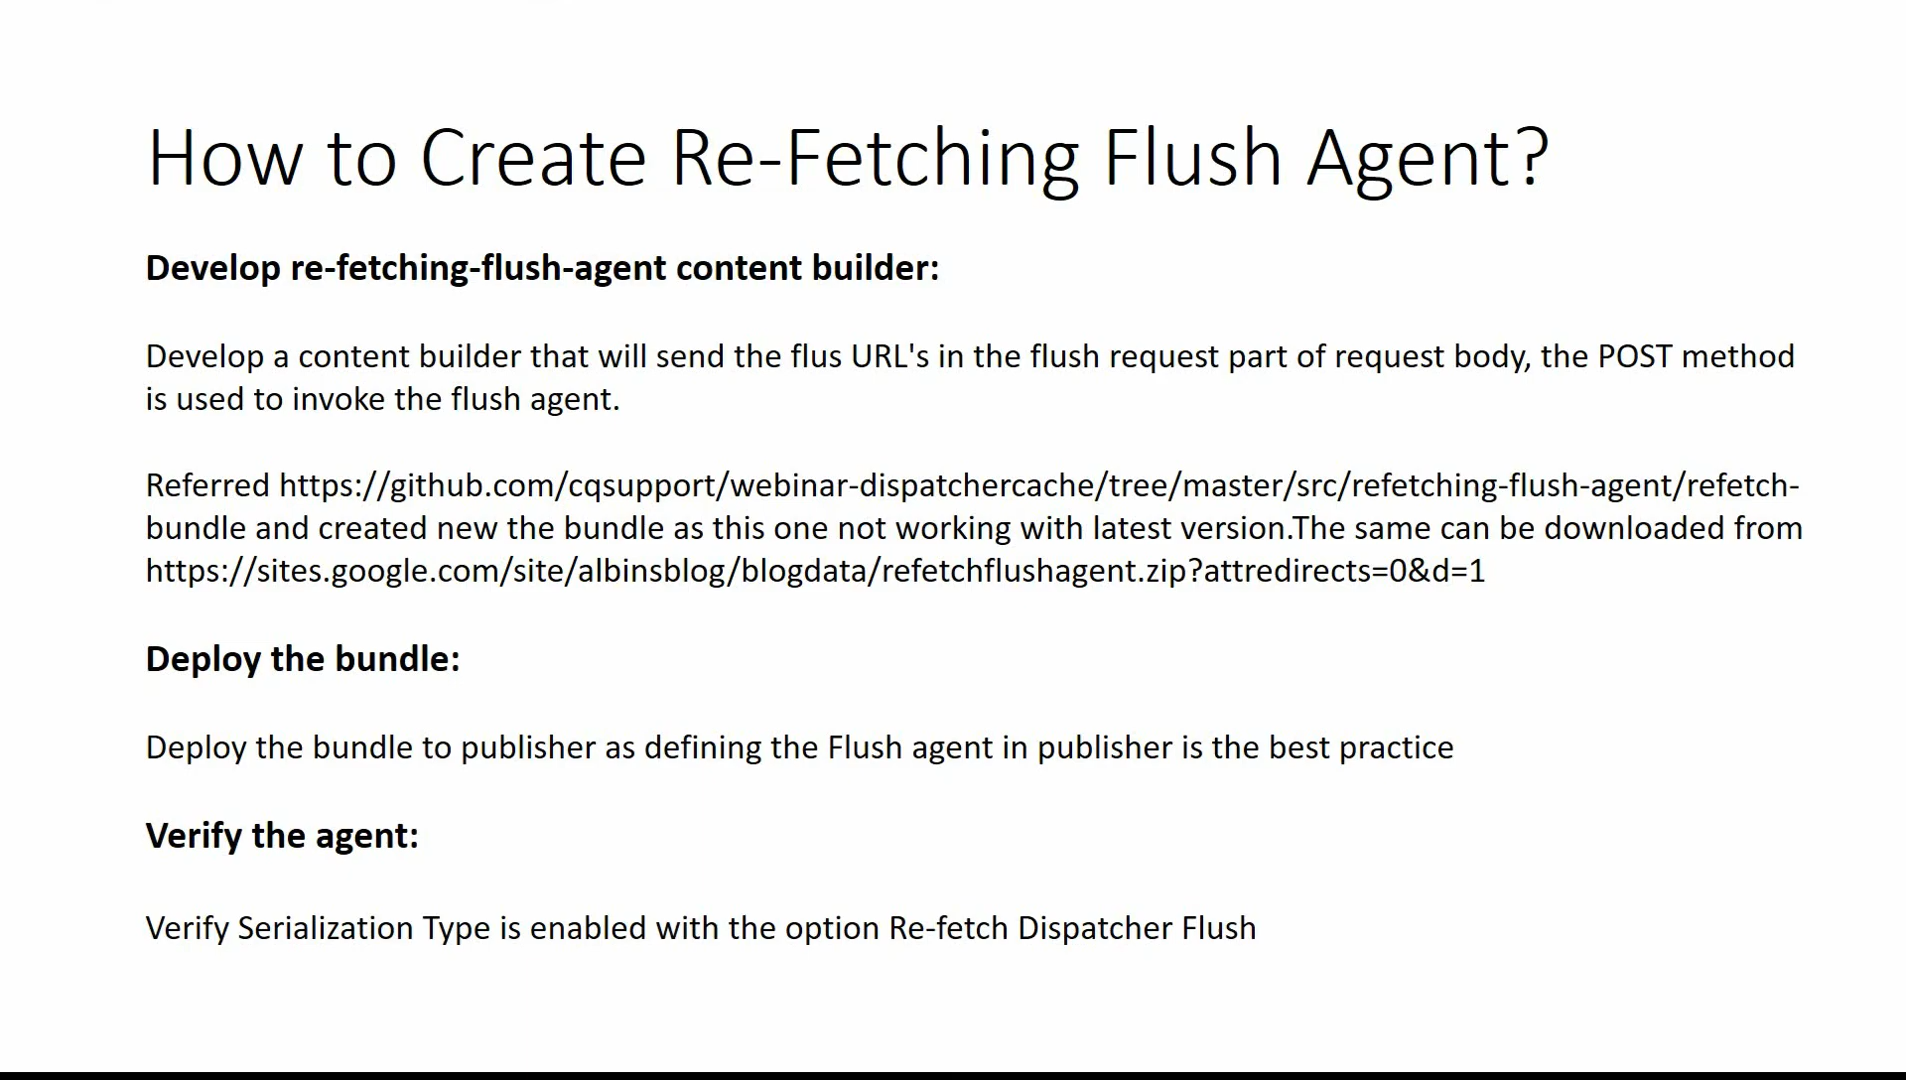 How to Create Re-Fetching Flush Agent?
Develop re-fetching-flush-agent content builder:
Develop a content builder that will send the flus URL's in the flush request part of request body, the POST method
is used to invoke the flush agent.
Referred https://github.com/cqsupport/webinar-dispatchercache/tree/master/src/refetching-flush-agent/refetch-
bundle and created new the bundle as this one not working with latest version.The same can be downloaded from
https://sites.google.com/site/albinsblog/blogdata/refetchflushagent.zip?attredirects=0&d=1
Deploy the bundle:
Deploy the bundle to publisher as defining the Flush agent in publisher is the best practice
Verify the agent:
Verify Serialization Type is enabled with the option Re-fetch Dispatcher Flush